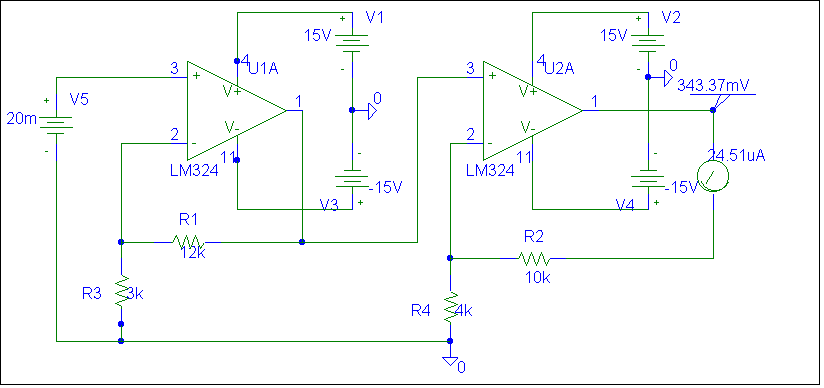 V1
V2
15V
15V
4
U1A
4
U2A
3
+
3
+
0
343.37mV
V+
V+
V5
1
0
1
20m
V-
V-
2
-
2
-
11
11
24.51uA
LM324
LM324
-15V
-15V
V3
V4
R1
12k
R2
10k
R3
3k
R4
4k
0